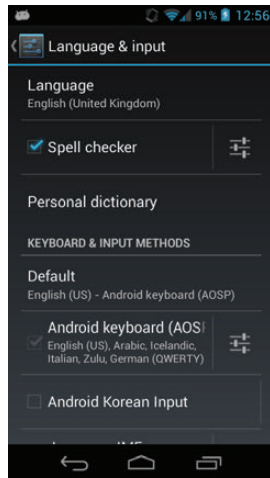 91% 12:56
Language & input
Language
English (United Kingdom)
Spell checker
Personal dictionary
KEYBOARD & INPUT METHODS
Default
English (US) - Android keyboard (AOSP)
Android keyboard (AOS
English (US), Arabic, Icelandic,
Italian, Zulu, German (QWERTY)
Android Korean Input